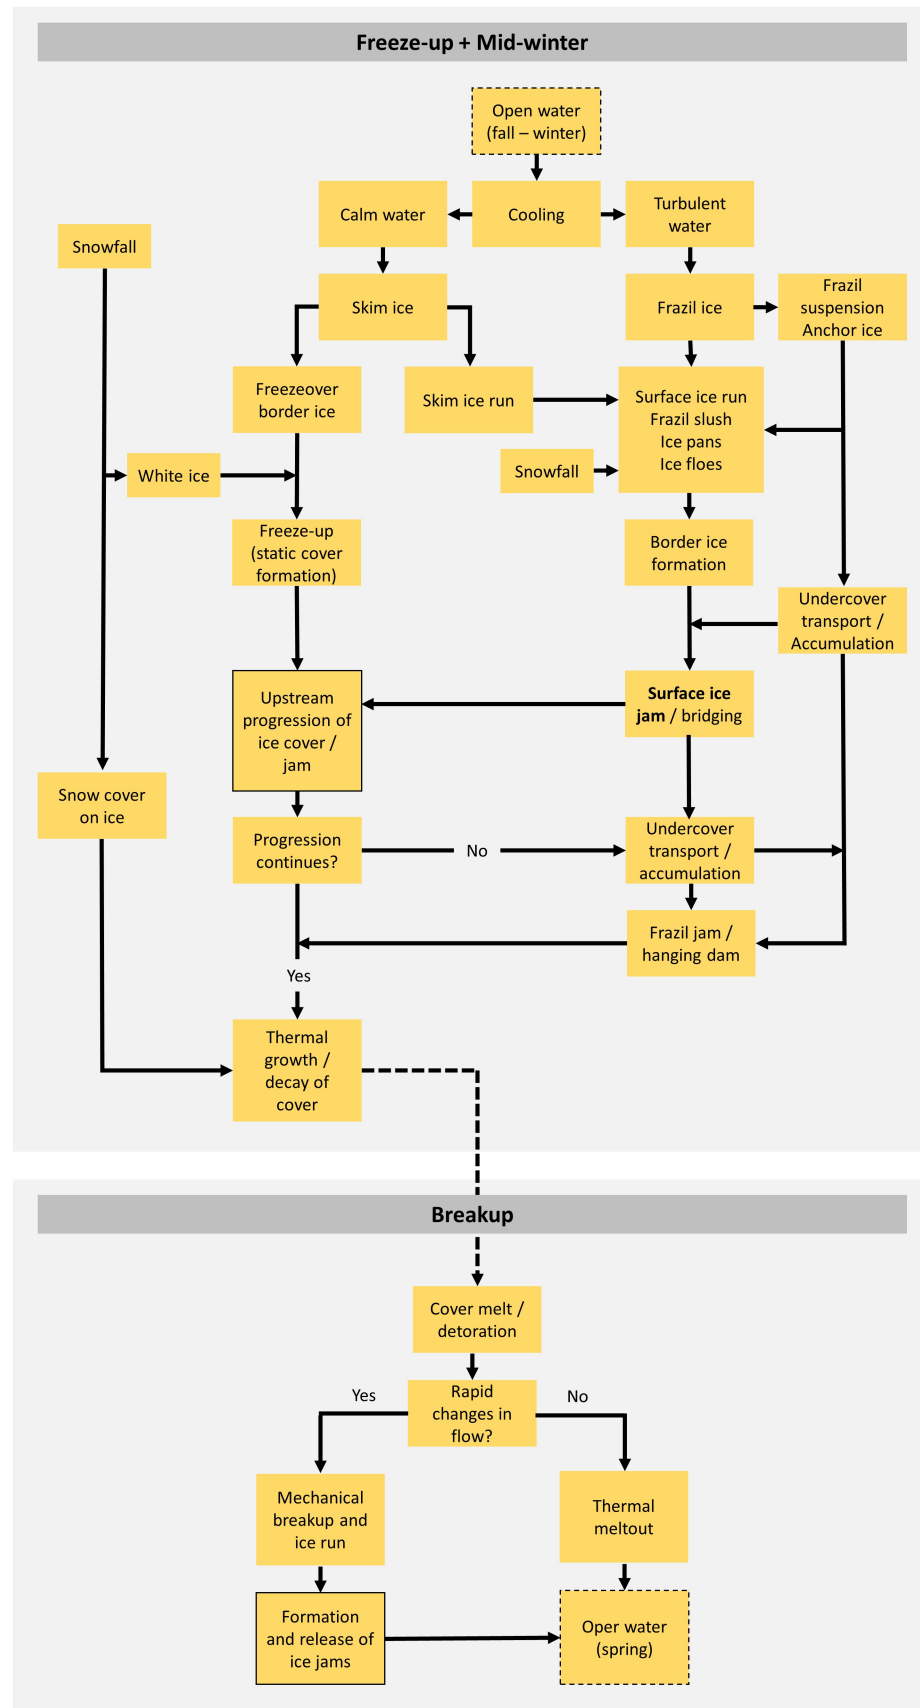 Freeze-up + Mid-winter
Open water
(fall – winter)
Calm water
Cooling
Turbulent
water
Snowfall
Skim ice
Frazil ice
Frazil
suspension
Anchor ice
Freezeover
border ice
Skim ice run
Surface ice run
Frazil slush
Ice pans
Ice floes
White ice
Snowfall
Freeze-up
(static cover
formation)
Border ice
formation
Undercover
transport /
Accumulation
Upstream
progression of
ice cover /
jam
Surface ice
jam / bridging
Snow cover
on ice
Progression
continues?
No
Undercover
transport /
accumulation
Frazil jam /
hanging dam
Yes
Thermal
growth /
decay of
cover
Breakup
Cover melt /
detoration
Rapid
changes in
flow?
Yes
No
Mechanical
breakup and
ice run
Thermal
meltout
Formation
and release of
ice jams
Oper water
(spring)